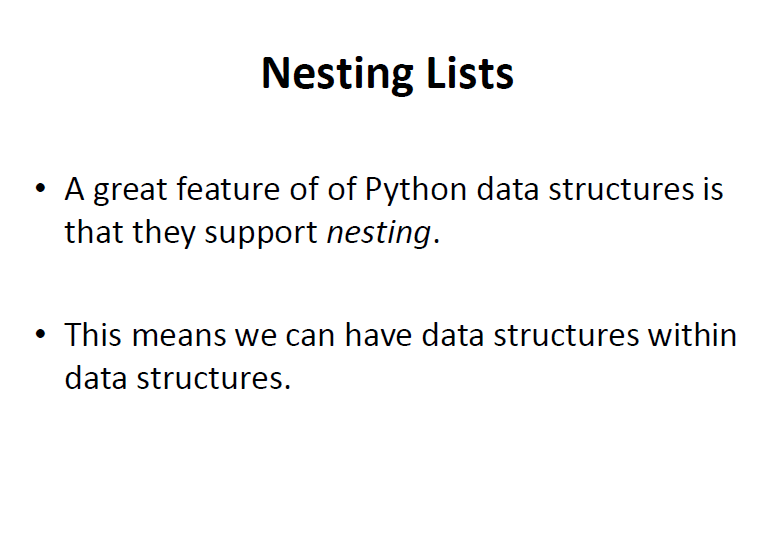 Nesting Lists
• A great feature of of Python data structures is
that they support nesting.
• This means we can have data structures within
data structures.